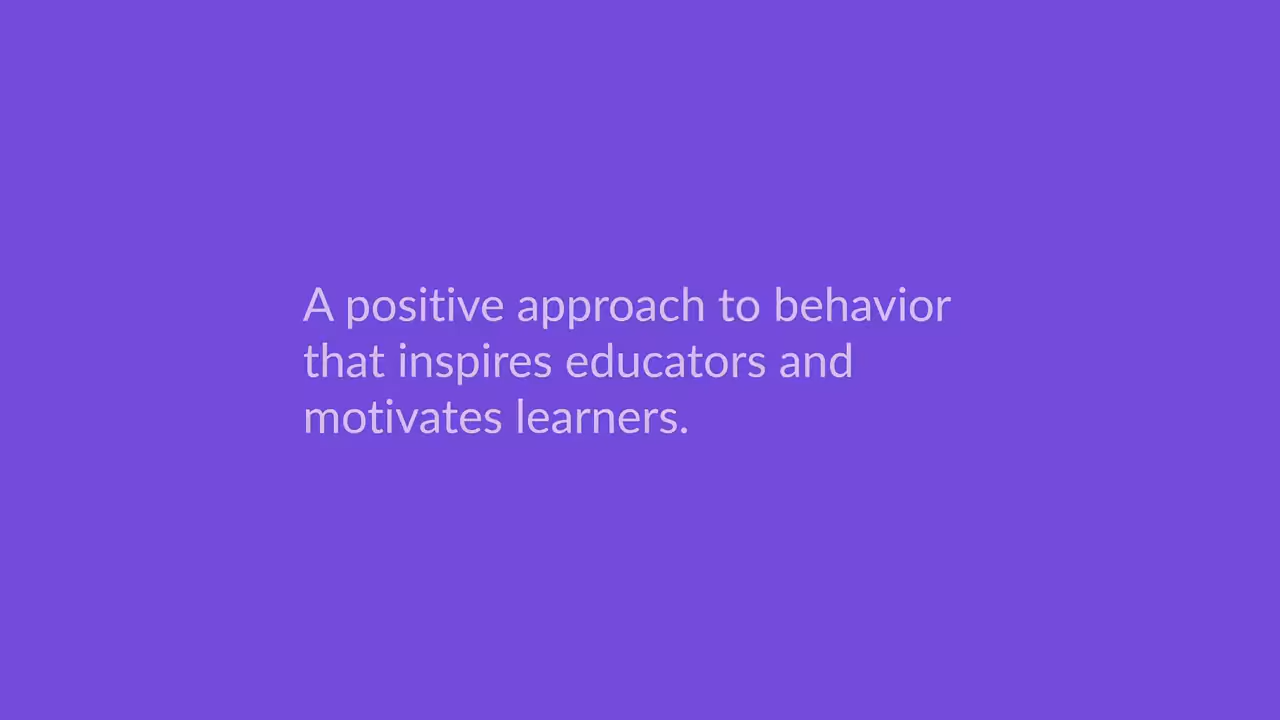 A positive approach to behavior
that inspires educators and
motivates learners.